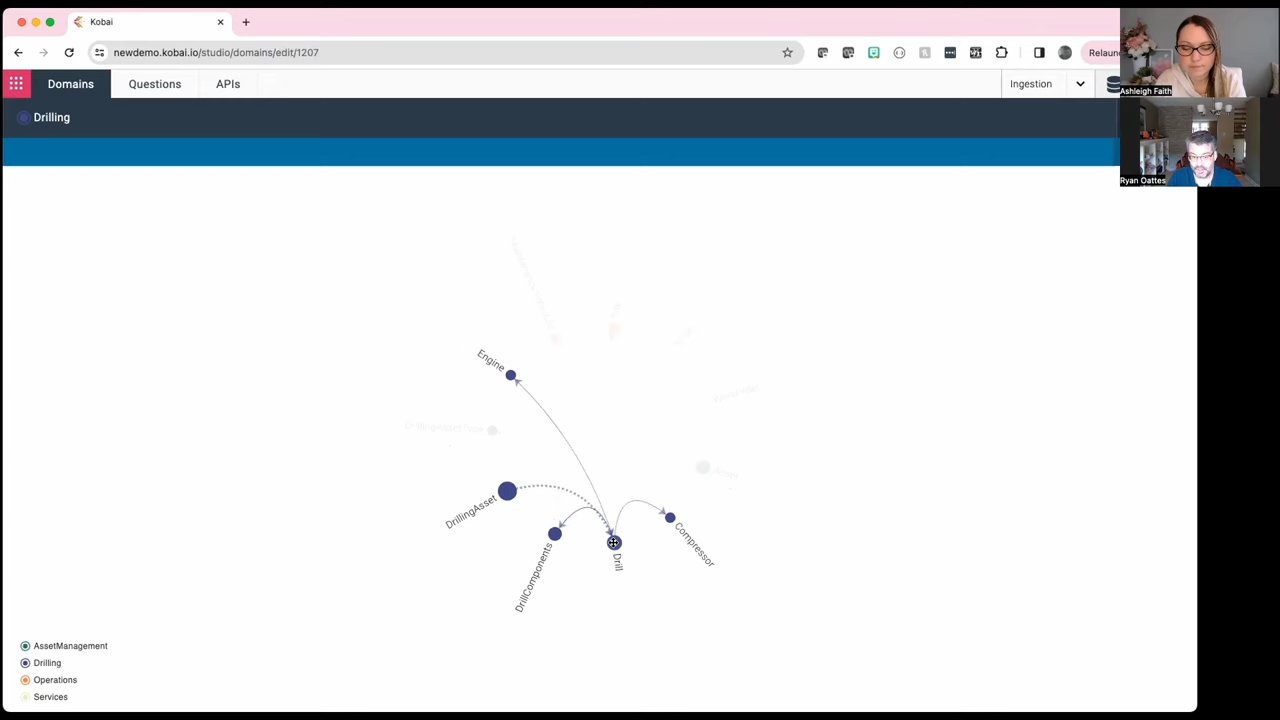 Kobai
newdemo.kobai.io/studio/domains/edit/1207
Relaun
Domains
Questions
APIs
Ingestion
Ashleigh Faith
Drilling
Ryan Oattes
Engine
DrillingAsset
DrillComponents
Drill
Compressor
AssetManagement
Drilling
Operations
Services